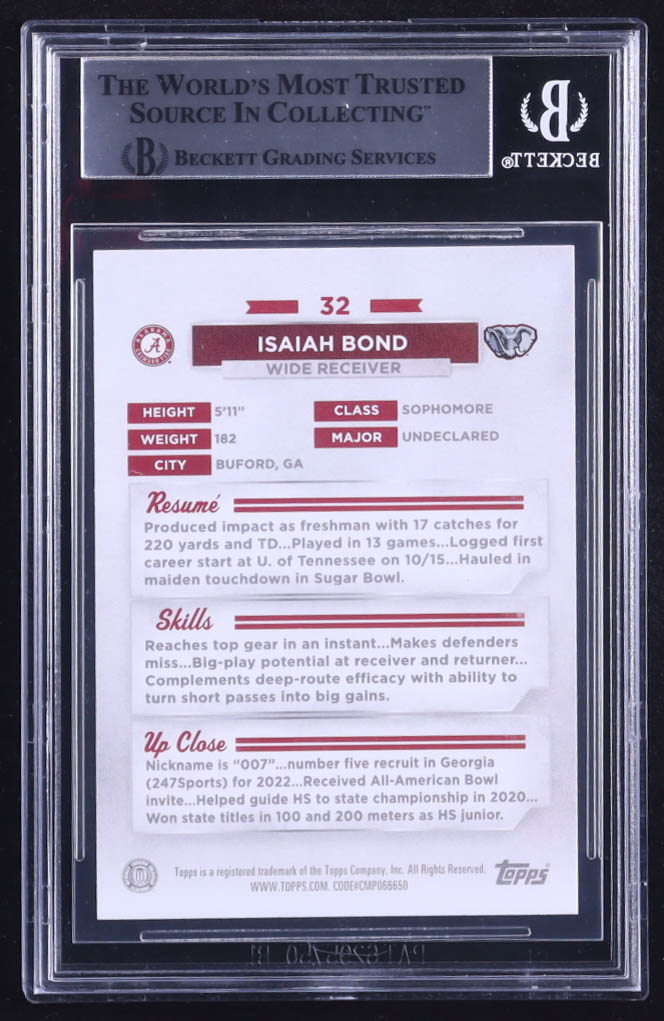 THE WORLD'S MOST TRUSTED
SOURCE IN COLLECTING™
B BECKETT GRADING SERVICES
B
BECKETT®
32
ISAIAH BOND
WIDE RECEIVER
A
HEIGHT 5'11" CLASS SOPHOMORE
WEIGHT 182 MAJOR UNDECLARED
CITY BUFORD, GA
Resumé
Produced impact as freshman with 17 catches for
220 yards and TD...Played in 13 games...Logged first
career start at U. of Tennessee on 10/15...Hauled in
maiden touchdown in Sugar Bowl.
Skills
Reaches top gear in an instant...Makes defenders
miss...Big-play potential at receiver and returner...
Complements deep-route efficacy with ability to
turn short passes into big gains.
Up Close
Nickname is "007"...number five recruit in Georgia
(247Sports) for 2022...Received All-American Bowl
invite...Helped guide HS to state championship in 2020...
Won state titles in 100 and 200 meters as HS junior.
Topps is a registered trademark of the Topps Company, Inc. All Rights Reserved.
WWW.TOPPS.COM. CODE#CMP066650
Topps